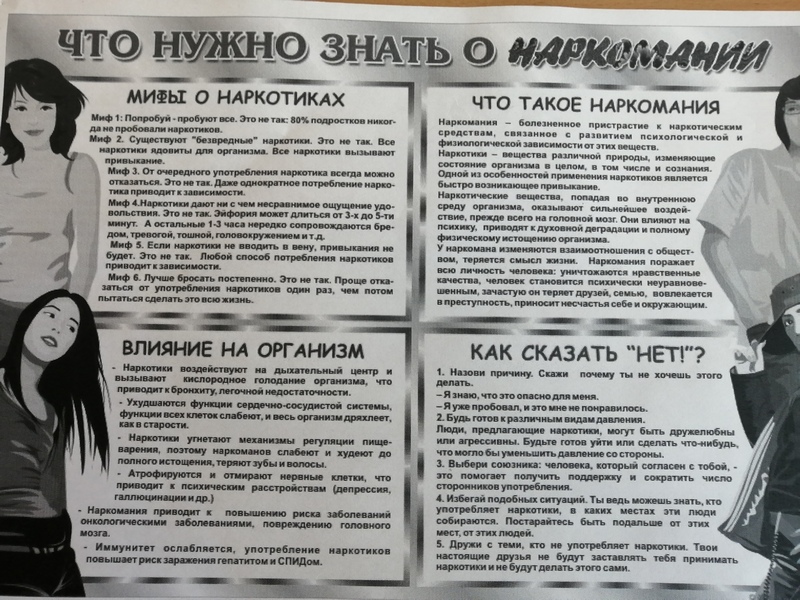 ЧТО НУЖНО ЗНАТЬ О НАРКОМАНИИ
МИФЫ О НАРКОТИКАХ
Миф 1: Попробуй - пробуют все. Это не так: 80% подростков никог-
да не пробовали наркотиков.
Миф 2. Существуют "безвредные" наркотики. Это не так. Все
наркотики ядовиты для организма. Все наркотики вызывают
привыкание.
Миф 3. От очередного употребления наркотика всегда можно
отказаться. Это не так. Даже однократное потребление нарко-
тика приводит к зависимости.
Миф 4.Наркотики дают ни с чем несравнимое ощущение удо-
вольствия. Это не так. Эйфория может длиться от 3-х до 5-ти
минут. А остальные 1-3 часа нередко сопровождаются бре-
дом, тревогой, тошной, головокружением и т.д.
Миф 5. Если наркотики не вводить в вену, привыкания не
будет. Это не так. Любой способ потребления наркотиков
приводит к зависимости.
Миф 6. Лучше бросать постепенно. Это не так. Проще отка-
заться от употребления наркотиков один раз, чем потом
пытаться сделать это всю жизнь.
ЧТО ТАКОЕ НАРКОМАНИЯ
Наркомания – болезненное пристрастие к наркотическим
средствам, связанное с развитием психологической и
физиологической зависимости от этих веществ.
Наркотики – вещества различной природы, изменяющие
состояние организма в целом, в том числе и сознания.
Одной из особенностей применения наркотиков является
быстро возникающее привыкание.
Наркотические вещества, попадая во внутреннюю
среду организма, оказывают сильнейшее воздей-
ствие, прежде всего на головной мозг. Они влияют на
психику, приводят к духовной деградации и полному
физическому истощению организма.
У наркомана изменяются взаимоотношения с общест-
вом, теряется смысл жизни. Наркомания поражает
всю личность человека: уничтожаются нравственные
качества, человек становится психически неуравнове-
шенным, зачастую он теряет друзей, семью, вовлекается
в преступность, приносит несчастья себе и окружающим.
ВЛИЯНИЕ НА ОРГАНИЗМ
- Наркотики воздействуют на дыхательный центр и
вызывают кислородное голодание организма, что
приводит к бронхиту, легочной недостаточности.
- Ухудшаются функции сердечно-сосудистой системы,
функции всех клеток слабеют, и весь организм дряхлеет,
как в старости.
- Наркотики угнетают механизмы регуляции пище-
варения, поэтому наркоманов слабеют и худеют до
полного истощения, теряют зубы и волосы.
- Атрофируются и отмирают нервные клетки, что
приводит к психическим расстройствам (депрессия,
галлюцинации и др.)
- Наркомания приводит к повышению риска заболеваний
онкологическими заболеваниями, повреждению головного
мозга.
- Иммунитет ослабляется, употребление наркотиков
повышает риск заражения гепатитом и СПИДом.
КАК СКАЗАТЬ "НЕТ!"?
1. Назови причину. Скажи почему ты не хочешь этого
делать.
– Я знаю, что это опасно для меня.
– Я уже пробовал, и это мне не понравилось.
2. Будь готов к различным видам давления.
Люди, предлагающие наркотики, могут быть дружелюбны
или агрессивны. Будьте готов уйти или сделать что-нибудь,
что могло бы уменьшить давление со стороны.
3. Выбери союзника: человека, который согласен с тобой, -
это помогает получить поддержку и сократить число
сторонников употребления.
4. Избегай подобных ситуаций. Ты ведь можешь знать, кто
употребляет наркотики, в каких местах эти люди
собираются. Постарайтесь быть подальше от этих
мест, от этих людей.
5. Дружи с теми, кто не употребляет наркотики. Твои
настоящие друзья не будут заставлять тебя принимать
наркотики и не будут делать этого сами.